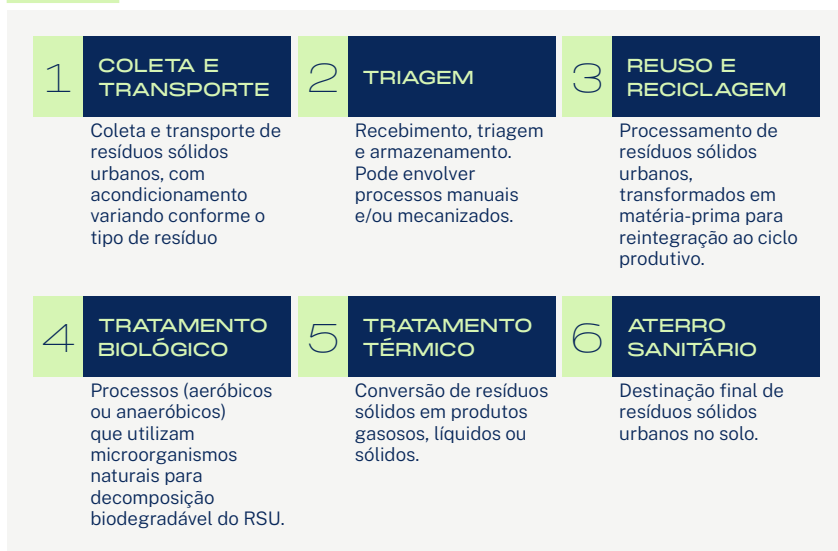 1
COLETA E
TRANSPORTE
Coleta e transporte de
resíduos sólidos
urbanos, com
acondicionamento
variando conforme o
tipo de resíduo
2
TRIAGEM
Recebimento, triagem
e armazenamento.
Pode envolver
processos manuais
e/ou mecanizados.
3
REUSO E
RECICLAGEM
Processamento de
resíduos sólidos
urbanos,
transformados em
matéria-prima para
reintegração ao ciclo
produtivo.
4
TRATAMENTO
BIOLÓGICO
Processos (aeróbicos
ou anaeróbicos)
que utilizam
microorganismos
naturais para
decomposição
biodegradável do RSU.
5
TRATAMENTO
TÉRMICO
Conversão de resíduos
sólidos em produtos
gasosos, líquidos ou
sólidos.
6
ATERRO
SANITÁRIO
Destinação final de
resíduos sólidos
urbanos no solo.